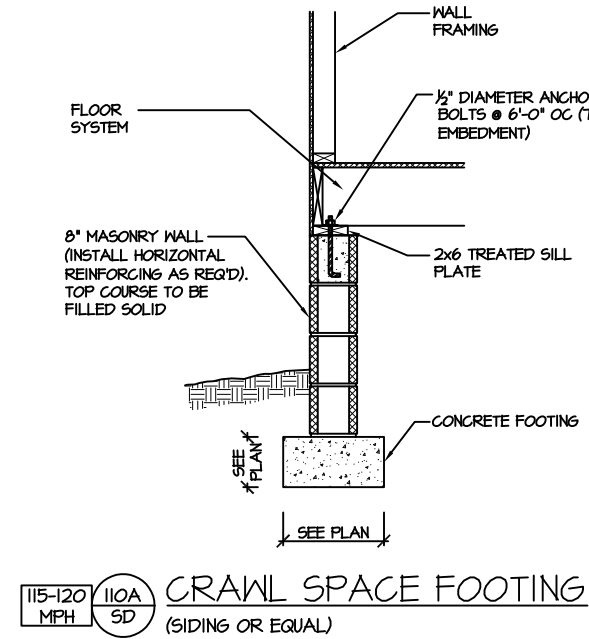 WALL
FRAMING
½" DIAMETER ANCHO
BOLTS @ 6'-0" OC (
EMBEDMENT)
FLOOR
SYSTEM
8" MASONRY WALL
(INSTALL HORIZONTAL
REINFORCING AS REQ'D).
TOP COURSE TO BE
FILLED SOLID
2x6 TREATED SILL
PLATE
CONCRETE FOOTING
SEE
PLAN
SEE PLAN
115-120
MPH
110A
SD
CRAWL SPACE FOOTING
(SIDING OR EQUAL)